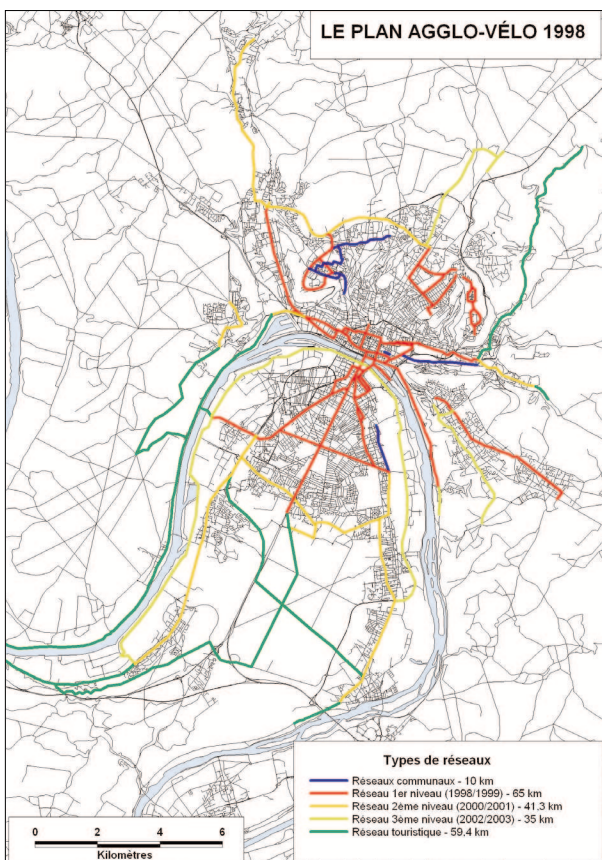 LE PLAN AGGLO-VÉLO 1998
Types de réseaux
Réseaux communaux - 10 km
Réseau 1er niveau (1998/1999) - 65 km
Réseau 2ème niveau (2000/2001) - 41,3 km
Réseau 3ème niveau (2002/2003) - 35 km
Réseau touristique - 59,4 km
0 2 4 6
Kilomètres